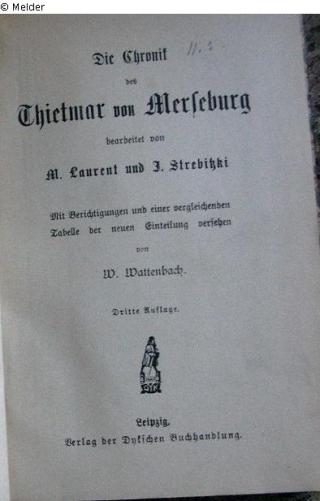 © Melder
Die Chronik
des
Thietmar von Merseburg
bearbeitet von
M. Laurent und J. Strebitzki
Mit Berichtigungen und einer vergleichenden
Tabelle der neuen Einteilung versehen
von
W. Wattenbach.
Dritte Auflage.
Leipzig,
Verlag der Dykschen Buchhandlung.